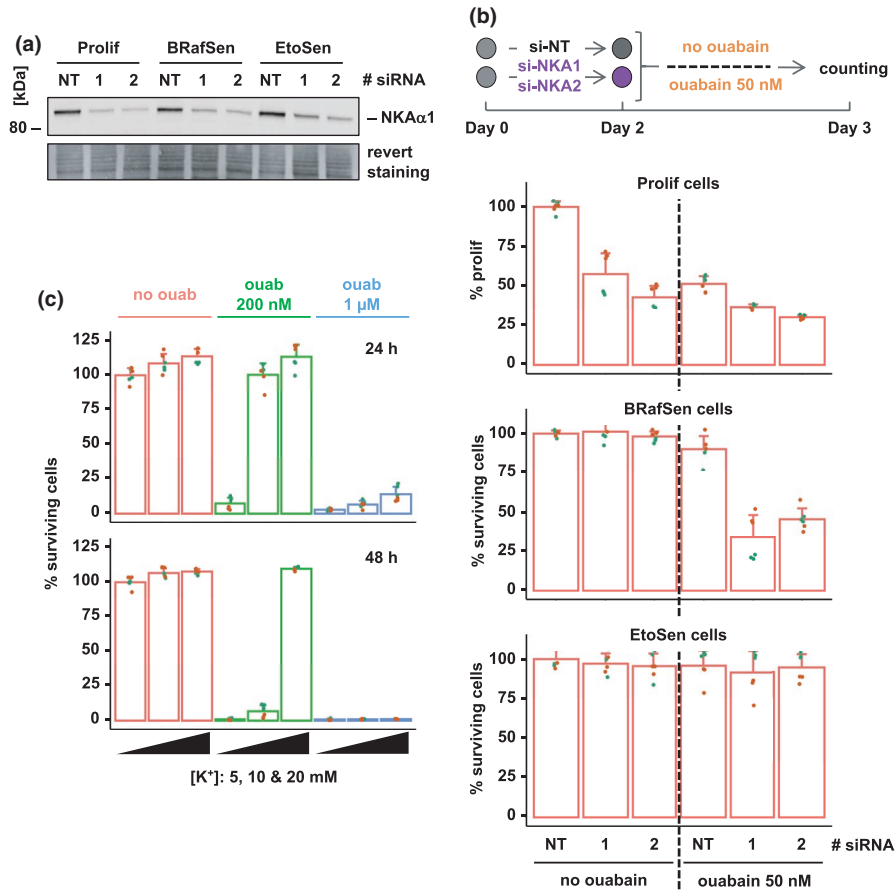 (a)
Prolif BRafSen EtoSen
NT 1 2 NT 1 2 NT 1 2 # siRNA
[kDa]
80
NKAα1
revert
staining
(b)
si-NT
si-NKA1
si-NKA2
no ouabain
ouabain 50 nM
counting
Day 0 Day 2 Day 3
Prolif cells
% prolif
100
75
50
25
0
BRafSen cells
% surviving cells
100
75
50
25
0
EtoSen cells
% surviving cells
100
75
50
25
0
NT 1 2 NT 1 2 # siRNA
no ouabain ouabain 50 nM
(c)
no ouab
ouab
200 nM
ouab
1 µM
% surviving cells
24 h
125
100
75
50
25
0
48 h
125
100
75
50
25
0
[K⁺]: 5, 10 & 20 mM